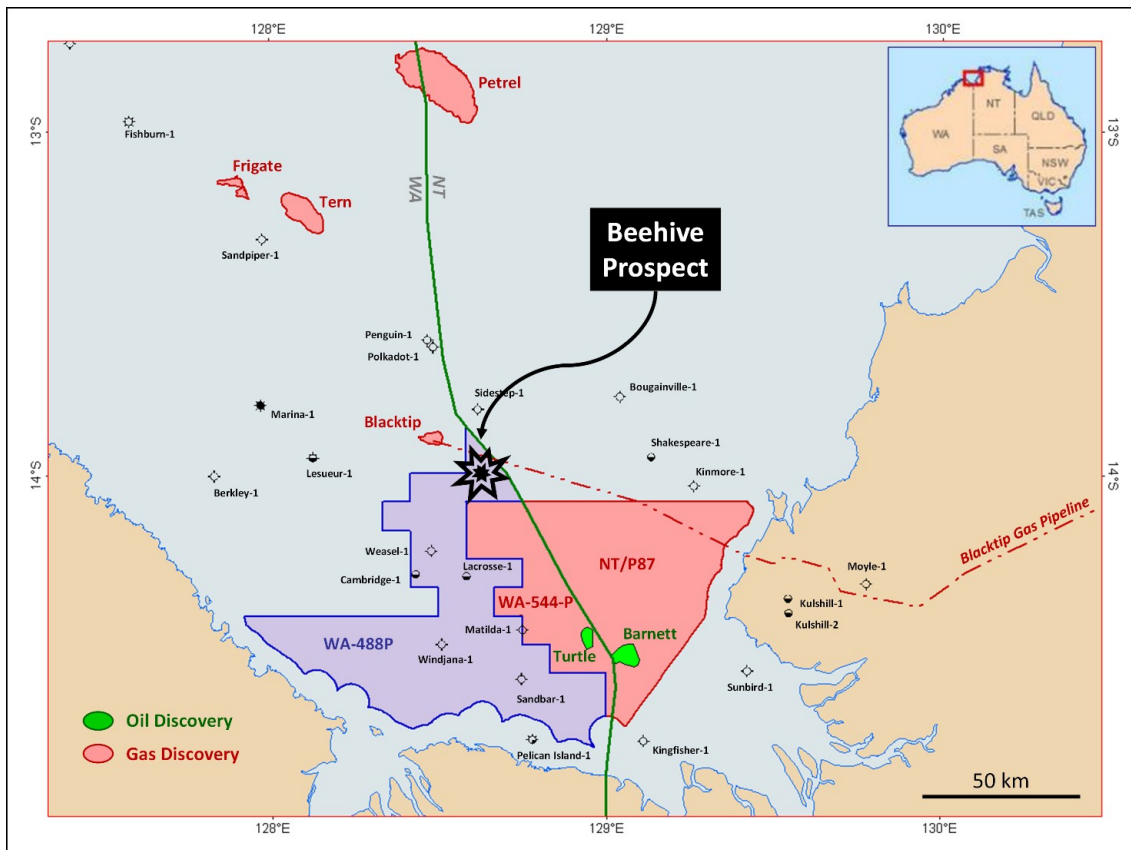 128°E
129°E
130°E
Petrel
13°S
13°S
Fishburn-1
WA
NT
QLD
SA
NSW
VIC
TAS
Frigate
NT
WA
Tern
Sandpiper-1
Beehive
Prospect
Penguin-1
Polkadot-1
Sidestep-1
Bougainville-1
Marina-1
Blacktip
Shakespeare-1
Lesueur-1
Kinmore-1
14°S
14°S
Berkley-1
Blacktip Gas Pipeline
Weasel-1
NT/P87
Cambridge-1
Lacrosse-1
Moyle-1
WA-544-P
Kulshill-1
Kulshill-2
Matilda-1
WA-488P
Windjana-1
Turtle
Barnett
Sandbar-1
Sunbird-1
Oil Discovery
Gas Discovery
Pelican Island-1
Kingfisher-1
50 km
128°E
129°E
130°E